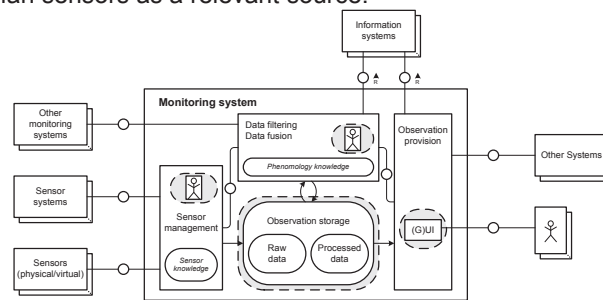 sensors as a relevant source.
Information
systems
R
R
Monitoring system
Other
monitoring
systems
Data filtering
Data fusion
Phenomology knowledge
Observation
provision
Other Systems
Sensor
systems
Sensor
management
Observation storage
Raw
data
Processed
data
(G)UI
Sensors
(physical/virtual)
Sensor
knowledge